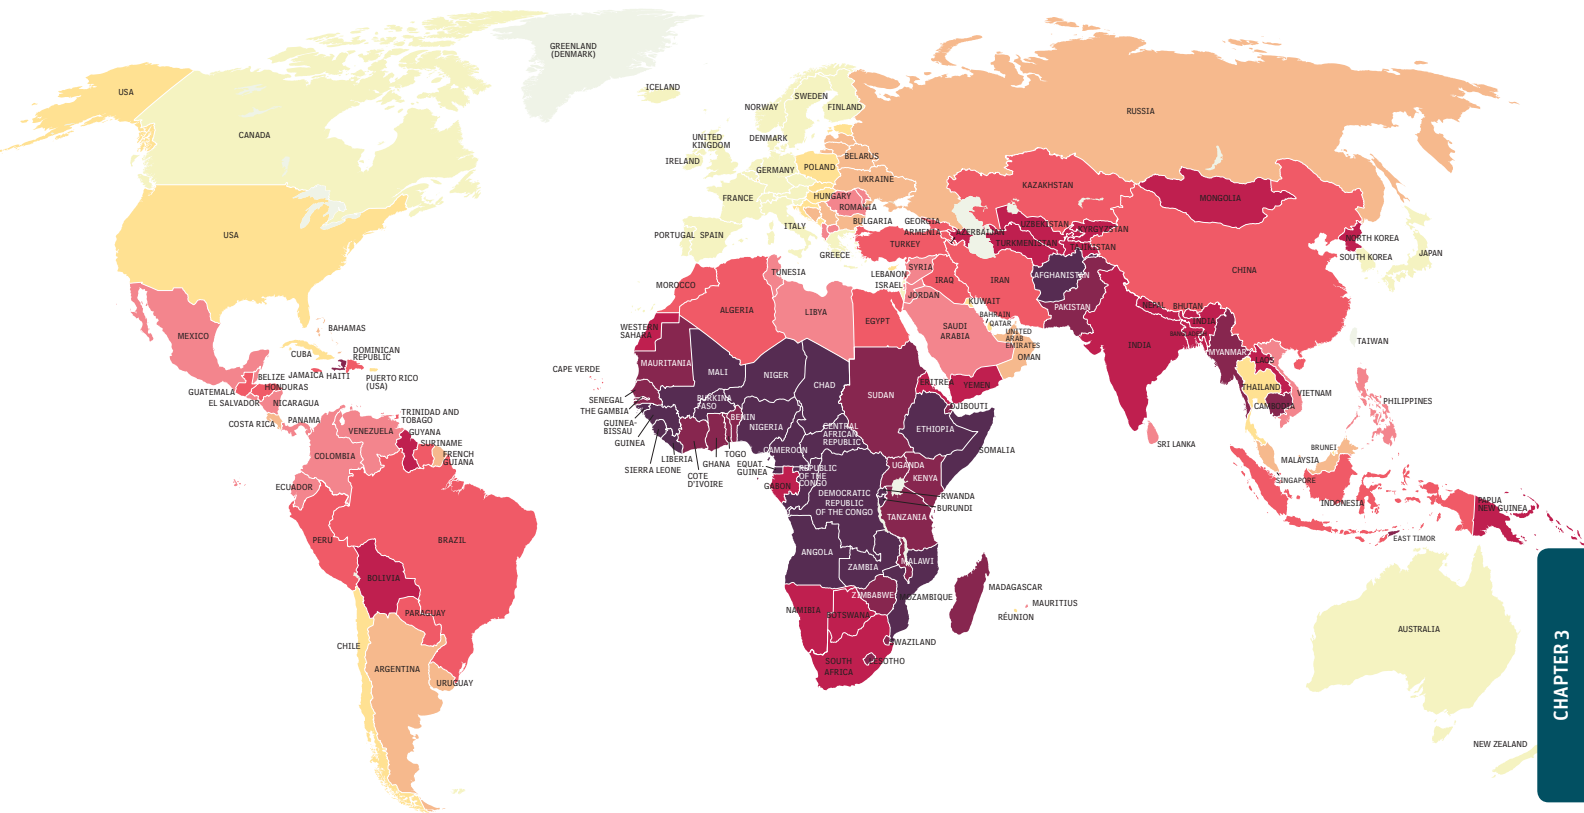 GREENLAND
(DENMARK)
USA
CANADA
USA
MEXICO
BAHAMAS
CUBA
DOMINICAN
REPUBLIC
JAMAICA
HAITI
PUERTO RICO
(USA)
BELIZE
HONDURAS
GUATEMALA
EL SALVADOR
NICARAGUA
COSTA RICA
PANAMA
TRINIDAD AND
TOBAGO
VENEZUELA
GUYANA
SURINAME
FRENCH
GUIANA
COLOMBIA
ECUADOR
PERU
BRAZIL
BOLIVIA
PARAGUAY
CHILE
ARGENTINA
URUGUAY
ICELAND
NORWAY
SWEDEN
FINLAND
UNITED
KINGDOM
DENMARK
IRELAND
GERMANY
POLAND
BELARUS
UKRAINE
FRANCE
HUNGARY
ROMANIA
BULGARIA
ITALY
PORTUGAL
SPAIN
GREECE
RUSSIA
GEORGIA
ARMENIA
AZERBAIJAN
TURKEY
KAZAKHSTAN
UZBEKISTAN
KYRGYZSTAN
TURKMENISTAN
TAJIKISTAN
MONGOLIA
NORTH KOREA
SOUTH KOREA
JAPAN
CHINA
LEBANON
ISRAEL
SYRIA
JORDAN
IRAQ
IRAN
AFGHANISTAN
KUWAIT
PAKISTAN
NEPAL
BHUTAN
INDIA
INDIA
BANGLADESH
BAHRAIN
QATAR
UNITED
ARAB
EMIRATES
SAUDI
ARABIA
OMAN
YEMEN
MYANMAR
LAOS
THAILAND
CAMBODIA
VIETNAM
TAIWAN
PHILIPPINES
SRI LANKA
BRUNEI
MALAYSIA
SINGAPORE
INDONESIA
PAPUA
NEW GUINEA
EAST TIMOR
AUSTRALIA
NEW ZEALAND
MOROCCO
TUNISIA
ALGERIA
LIBYA
EGYPT
WESTERN
SAHARA
MAURITANIA
MALI
NIGER
CHAD
SUDAN
ERITREA
DJIBOUTI
ETHIOPIA
SOMALIA
CAPE VERDE
SENEGAL
THE GAMBIA
GUINEA-
BISSAU
GUINEA
SIERRA LEONE
LIBERIA
COTE
D'IVOIRE
GHANA
TOGO
BENIN
BURKINA
FASO
NIGERIA
CAMEROON
CENTRAL
AFRICAN
REPUBLIC
EQUAT.
GUINEA
GABON
REPUBLIC
OF THE
CONGO
DEMOCRATIC
REPUBLIC
OF THE CONGO
UGANDA
KENYA
RWANDA
BURUNDI
TANZANIA
ANGOLA
ZAMBIA
MALAWI
MOZAMBIQUE
ZIMBABWE
NAMIBIA
BOTSWANA
SWAZILAND
LESOTHO
SOUTH
AFRICA
MADAGASCAR
MAURITIUS
RÉUNION
CHAPTER 3